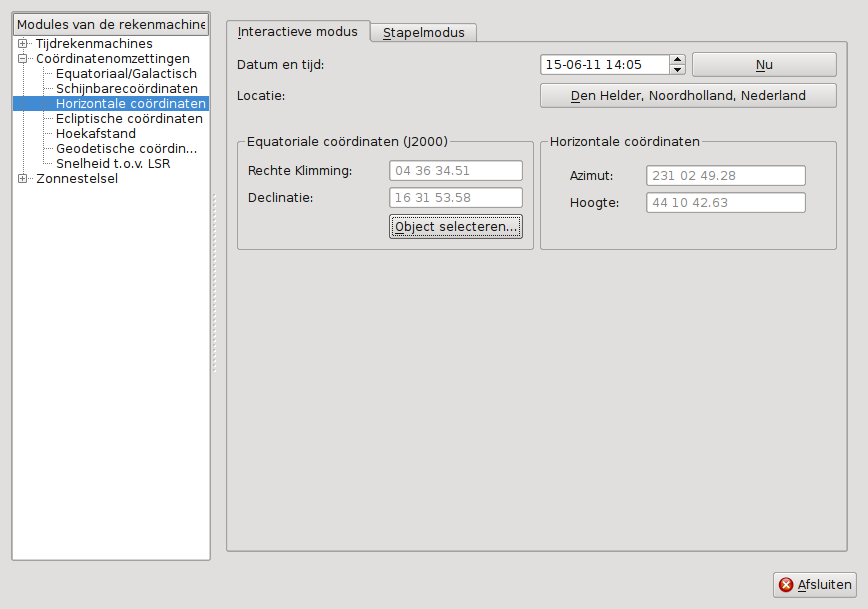 Modules van de rekenmachine
Tijdrekenmachines
Coördinatenomzettingen
Equatoriaal/Galactisch
Schijnbarecoördinaten
Horizontale coördinaten
Ecliptische coördinaten
Hoekafstand
Geodetische coördin...
Snelheid t.o.v. LSR
Zonnestelsel
Interactieve modus Stapelmodus
Datum en tijd: 15-06-11 14:05 Nu
Locatie: Den Helder, Noordholland, Nederland
Equatoriale coördinaten (J2000)
Rechte Klimming: 04 36 34.51
Declinatie: 16 31 53.58
Object selecteren...
Horizontale coördinaten
Azimut: 231 02 49.28
Hoogte: 44 10 42.63
Afsluiten